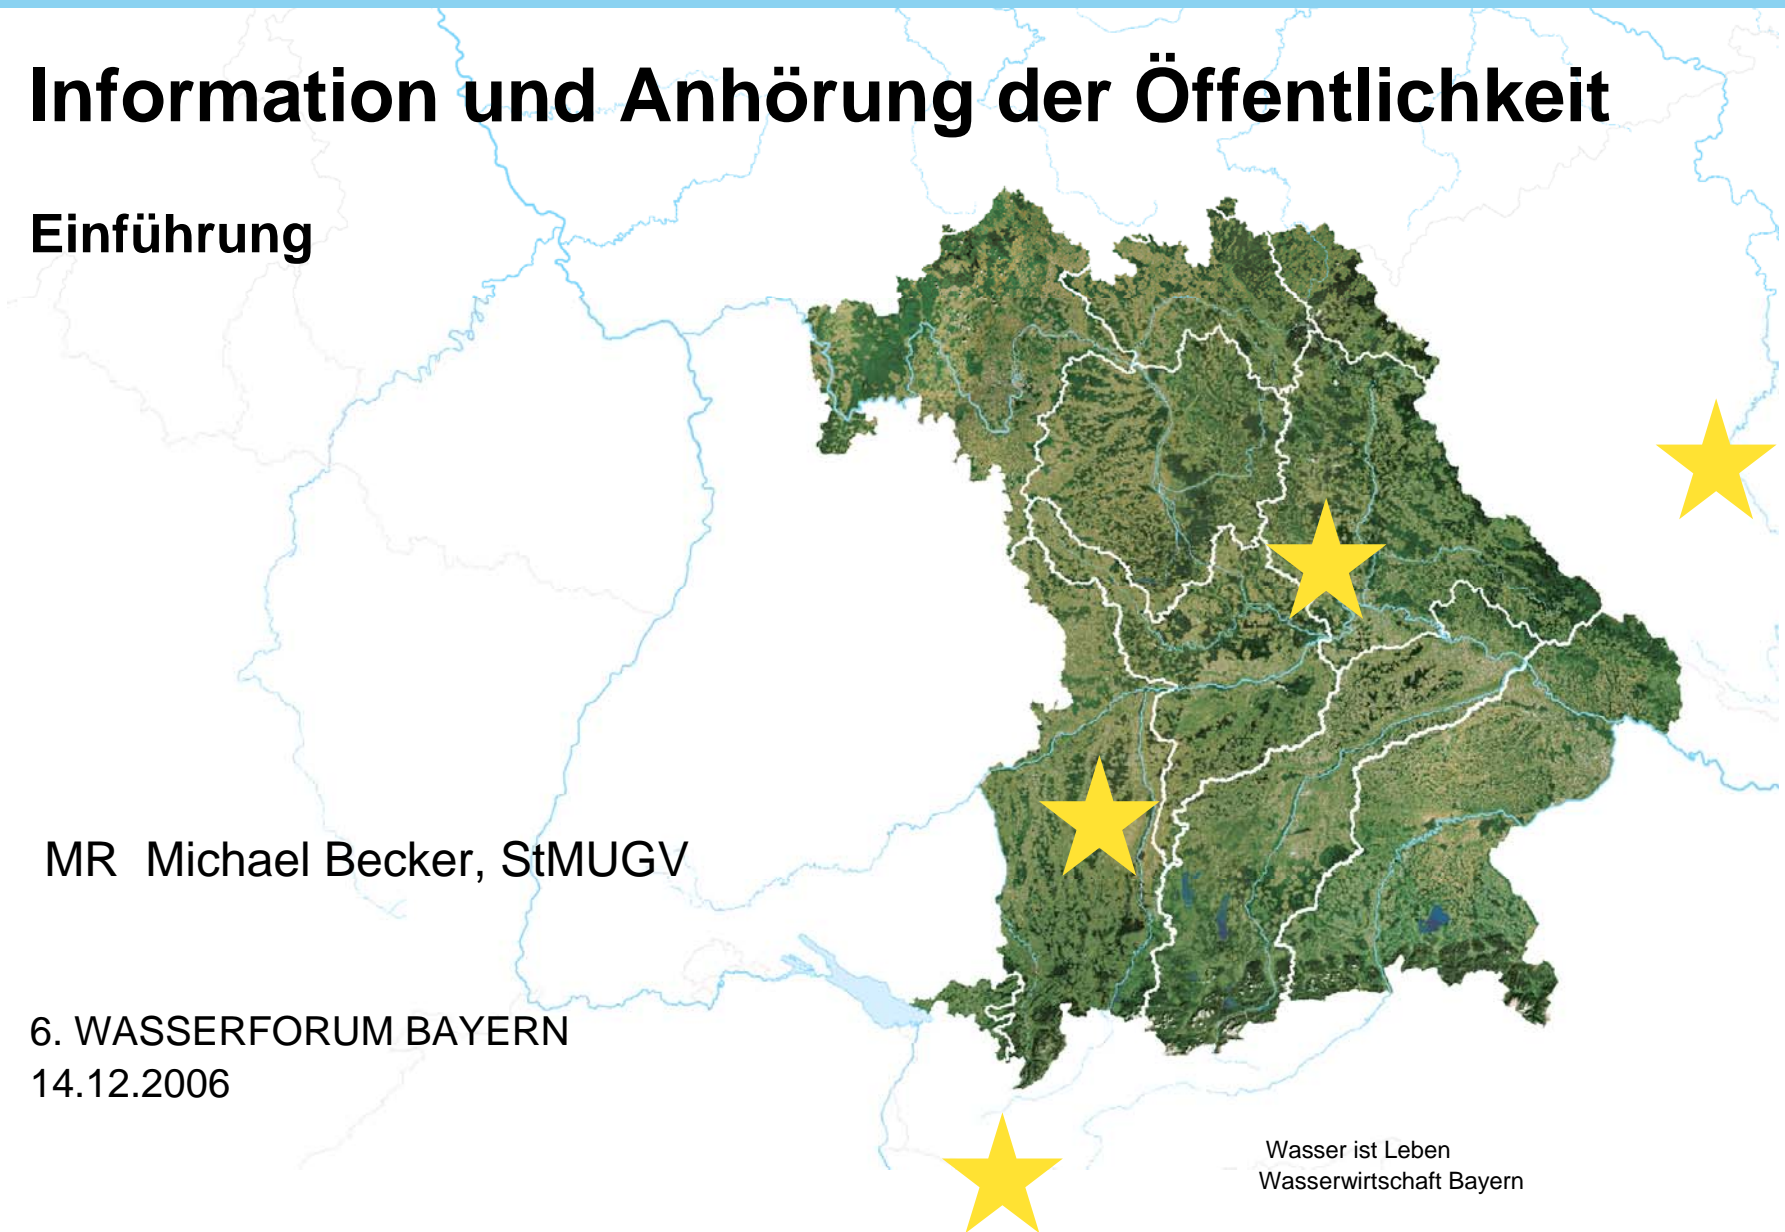 Information und Anhörung der Öffentlichkeit
Einführung
MR Michael Becker, StMUGV
6. WASSERFORUM BAYERN
14.12.2006
Wasser ist Leben
Wasserwirtschaft Bayern